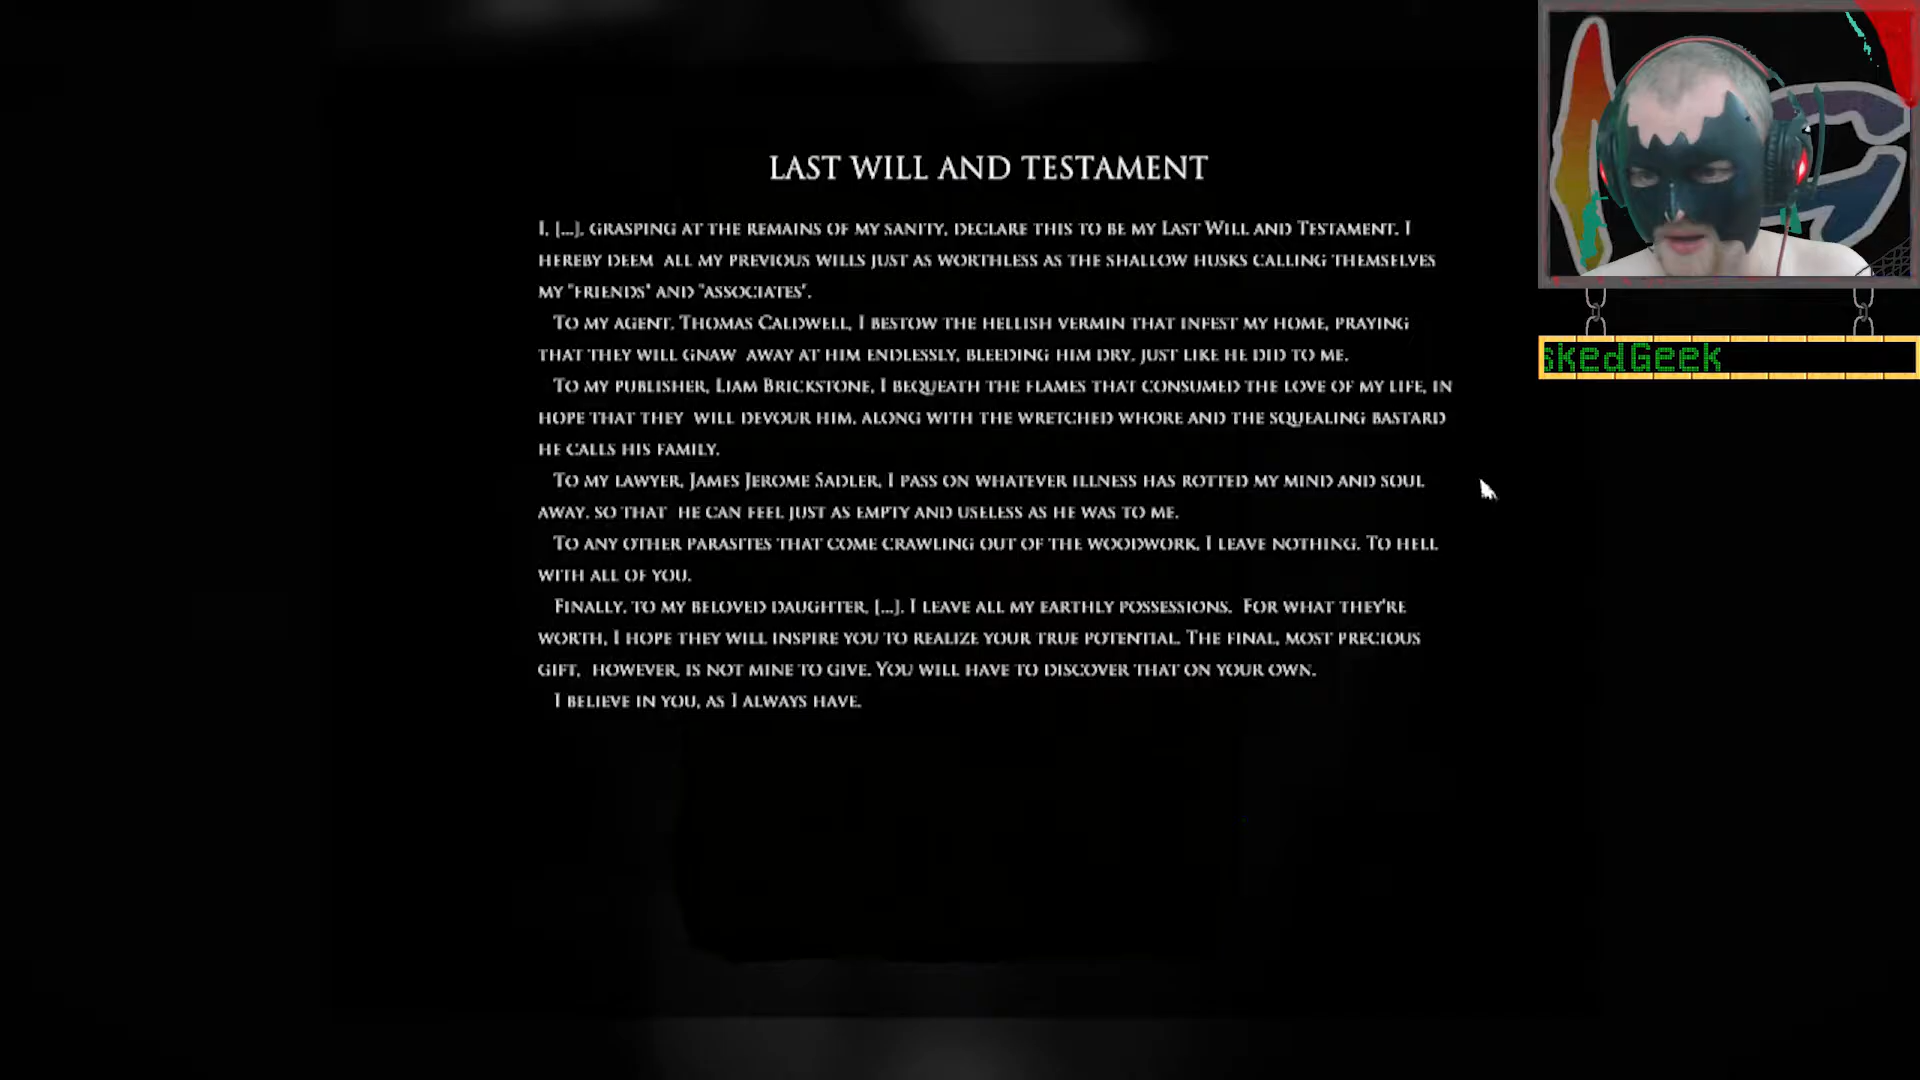 LAST WILL AND TESTAMENT
I, [...], GRASPING AT THE REMAINS OF MY SANITY, DECLARE THIS TO BE MY LAST WILL AND TESTAMENT. I
HEREBY DEEM ALL MY PREVIOUS WILLS JUST AS WORTHLESS AS THE SHALLOW HUSKS CALLING THEMSELVES
MY "FRIENDS" AND "ASSOCIATES".
TO MY AGENT, THOMAS CALDWELL, I BESTOW THE HELLISH VERMIN THAT INFEST MY HOME, PRAYING
THAT THEY WILL GNAW AWAY AT HIM ENDLESSLY, BLEEDING HIM DRY, JUST LIKE HE DID TO ME.
TO MY PUBLISHER, LIAM BRICKSTONE, I BEQUEATH THE FLAMES THAT CONSUMED THE LOVE OF MY LIFE, IN
HOPE THAT THEY WILL DEVOUR HIM, ALONG WITH THE WRETCHED WHORE AND THE SQUEALING BASTARD
HE CALLS HIS FAMILY.
TO MY LAWYER, JAMES JEROME SADLER, I PASS ON WHATEVER ILLNESS HAS ROTTED MY MIND AND SOUL
AWAY, SO THAT HE CAN FEEL JUST AS EMPTY AND USELESS AS HE WAS TO ME.
TO ANY OTHER PARASITES THAT COME CRAWLING OUT OF THE WOODWORK, I LEAVE NOTHING. TO HELL
WITH ALL OF YOU.
FINALLY, TO MY BELOVED DAUGHTER, [...], I LEAVE ALL MY EARTHLY POSSESSIONS. FOR WHAT THEY'RE
WORTH, I HOPE THEY WILL INSPIRE YOU TO REALIZE YOUR TRUE POTENTIAL. THE FINAL, MOST PRECIOUS
GIFT, HOWEVER, IS NOT MINE TO GIVE. YOU WILL HAVE TO DISCOVER THAT ON YOUR OWN.
I BELIEVE IN YOU, AS I ALWAYS HAVE.
skedGeek